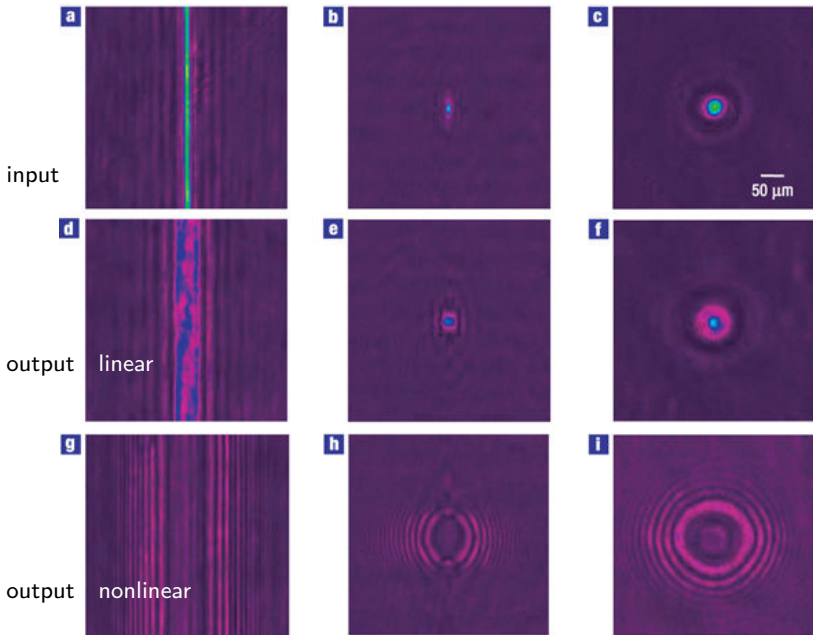 a b c
input
50 μm
d e f
output linear
g h i
output nonlinear